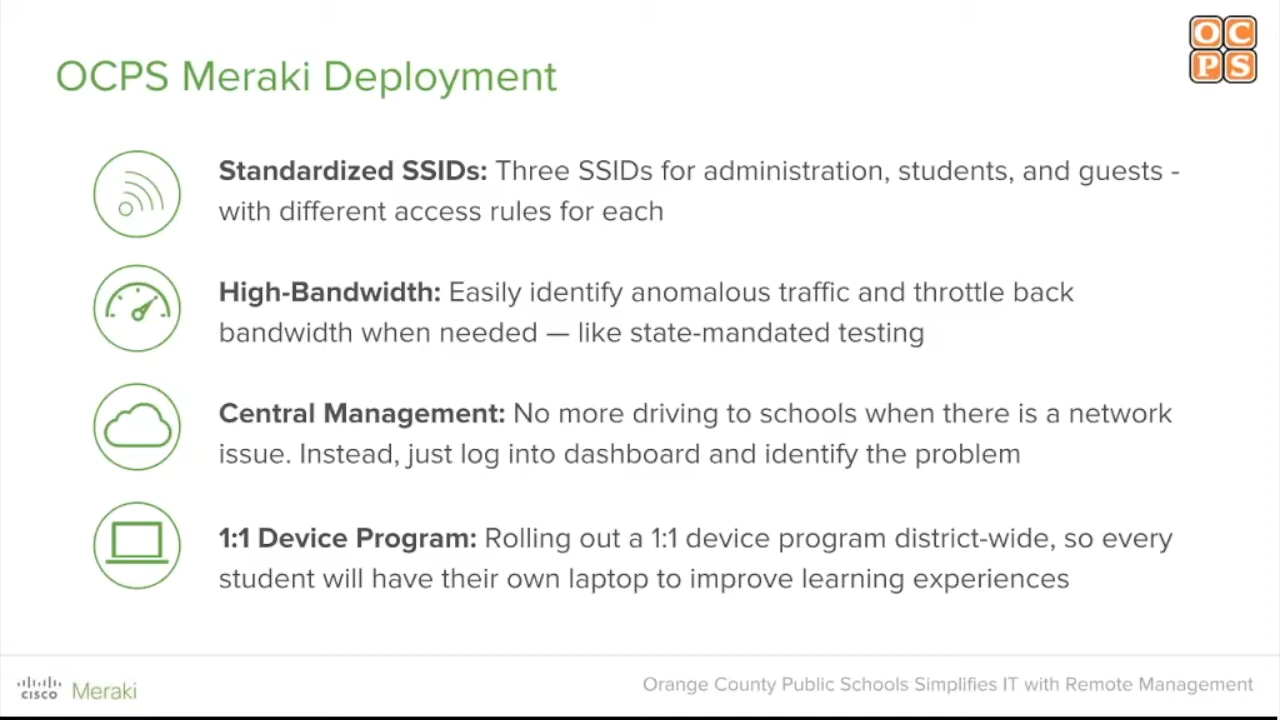 O C
P S
OCPS Meraki Deployment
Standardized SSIDs: Three SSIDs for administration, students, and guests -
with different access rules for each
High-Bandwidth: Easily identify anomalous traffic and throttle back
bandwidth when needed — like state-mandated testing
Central Management: No more driving to schools when there is a network
issue. Instead, just log into dashboard and identify the problem
1:1 Device Program: Rolling out a 1:1 device program district-wide, so every
student will have their own laptop to improve learning experiences
CISCO Meraki
Orange County Public Schools Simplifies IT with Remote Management